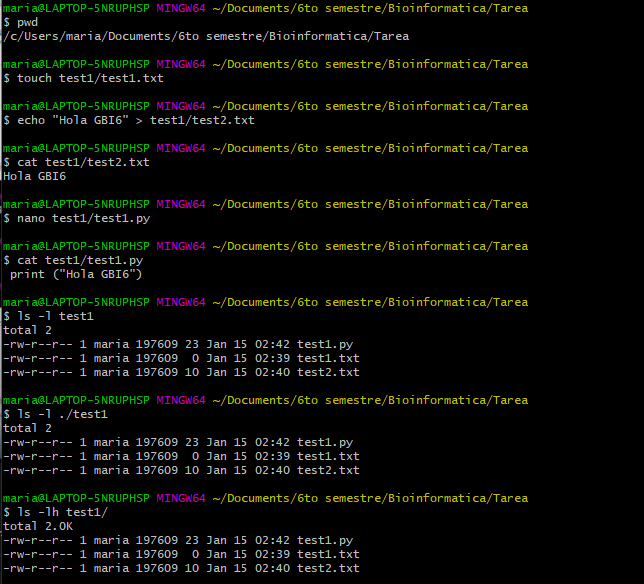 maria@LAPTOP-5NRUPHSP MINGW64 ~/Documents/6to semestre/Bioinformatica/Tarea
$ pwd
/c/Users/maria/Documents/6to semestre/Bioinformatica/Tarea
maria@LAPTOP-5NRUPHSP MINGW64 ~/Documents/6to semestre/Bioinformatica/Tarea
$ touch test1/test1.txt
maria@LAPTOP-5NRUPHSP MINGW64 ~/Documents/6to semestre/Bioinformatica/Tarea
$ echo "Hola GBI6" > test1/test2.txt
maria@LAPTOP-5NRUPHSP MINGW64 ~/Documents/6to semestre/Bioinformatica/Tarea
$ cat test1/test2.txt
Hola GBI6
maria@LAPTOP-5NRUPHSP MINGW64 ~/Documents/6to semestre/Bioinformatica/Tarea
$ nano test1/test1.py
maria@LAPTOP-5NRUPHSP MINGW64 ~/Documents/6to semestre/Bioinformatica/Tarea
$ cat test1/test1.py
 print ("Hola GBI6")
maria@LAPTOP-5NRUPHSP MINGW64 ~/Documents/6to semestre/Bioinformatica/Tarea
$ ls -l test1
total 2
-rw-r--r-- 1 maria 197609 23 Jan 15 02:42 test1.py
-rw-r--r-- 1 maria 197609  0 Jan 15 02:39 test1.txt
-rw-r--r-- 1 maria 197609 10 Jan 15 02:40 test2.txt
maria@LAPTOP-5NRUPHSP MINGW64 ~/Documents/6to semestre/Bioinformatica/Tarea
$ ls -l ./test1
total 2
-rw-r--r-- 1 maria 197609 23 Jan 15 02:42 test1.py
-rw-r--r-- 1 maria 197609  0 Jan 15 02:39 test1.txt
-rw-r--r-- 1 maria 197609 10 Jan 15 02:40 test2.txt
maria@LAPTOP-5NRUPHSP MINGW64 ~/Documents/6to semestre/Bioinformatica/Tarea
$ ls -lh test1/
total 2.0K
-rw-r--r-- 1 maria 197609 23 Jan 15 02:42 test1.py
-rw-r--r-- 1 maria 197609  0 Jan 15 02:39 test1.txt
-rw-r--r-- 1 maria 197609 10 Jan 15 02:40 test2.txt